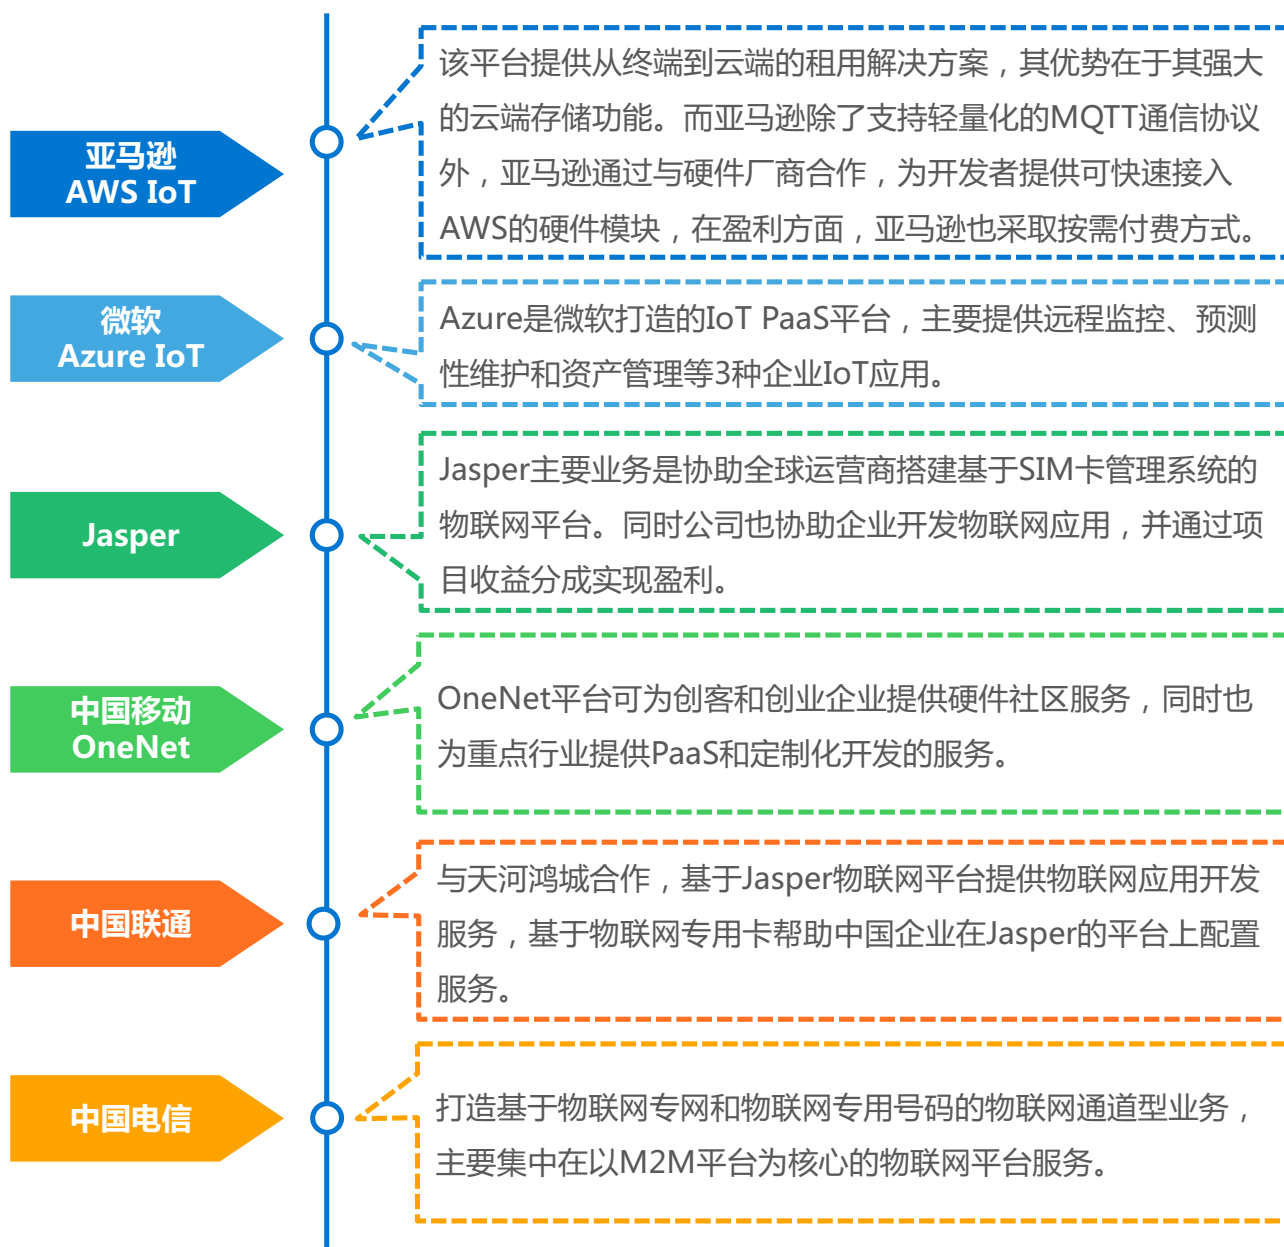 亚马逊
AWS IoT
该平台提供从终端到云端的租用解决方案，其优势在于其强大
的云端存储功能。而亚马逊除了支持轻量化的MQTT通信协议
外，亚马逊通过与硬件厂商合作，为开发者提供可快速接入
AWS的硬件模块，在盈利方面，亚马逊也采取按需付费方式。
微软
Azure IoT
Azure是微软打造的IoT PaaS平台，主要提供远程监控、预测
性维护和资产管理等3种企业IoT应用。
Jasper
Jasper主要业务是协助全球运营商搭建基于SIM卡管理系统的
物联网平台。同时公司也协助企业开发物联网应用，并通过项
目收益分成实现盈利。
中国移动
OneNet
OneNet平台可为创客和创业企业提供硬件社区服务，同时也
为重点行业提供PaaS和定制化开发的服务。
中国联通
与天河鸿城合作，基于Jasper物联网平台提供物联网应用开发
服务，基于物联网专用卡帮助中国企业在Jasper的平台上配置
服务。
中国电信
打造基于物联网专网和物联网专用号码的物联网通道型业务，
主要集中在以M2M平台为核心的物联网平台服务。